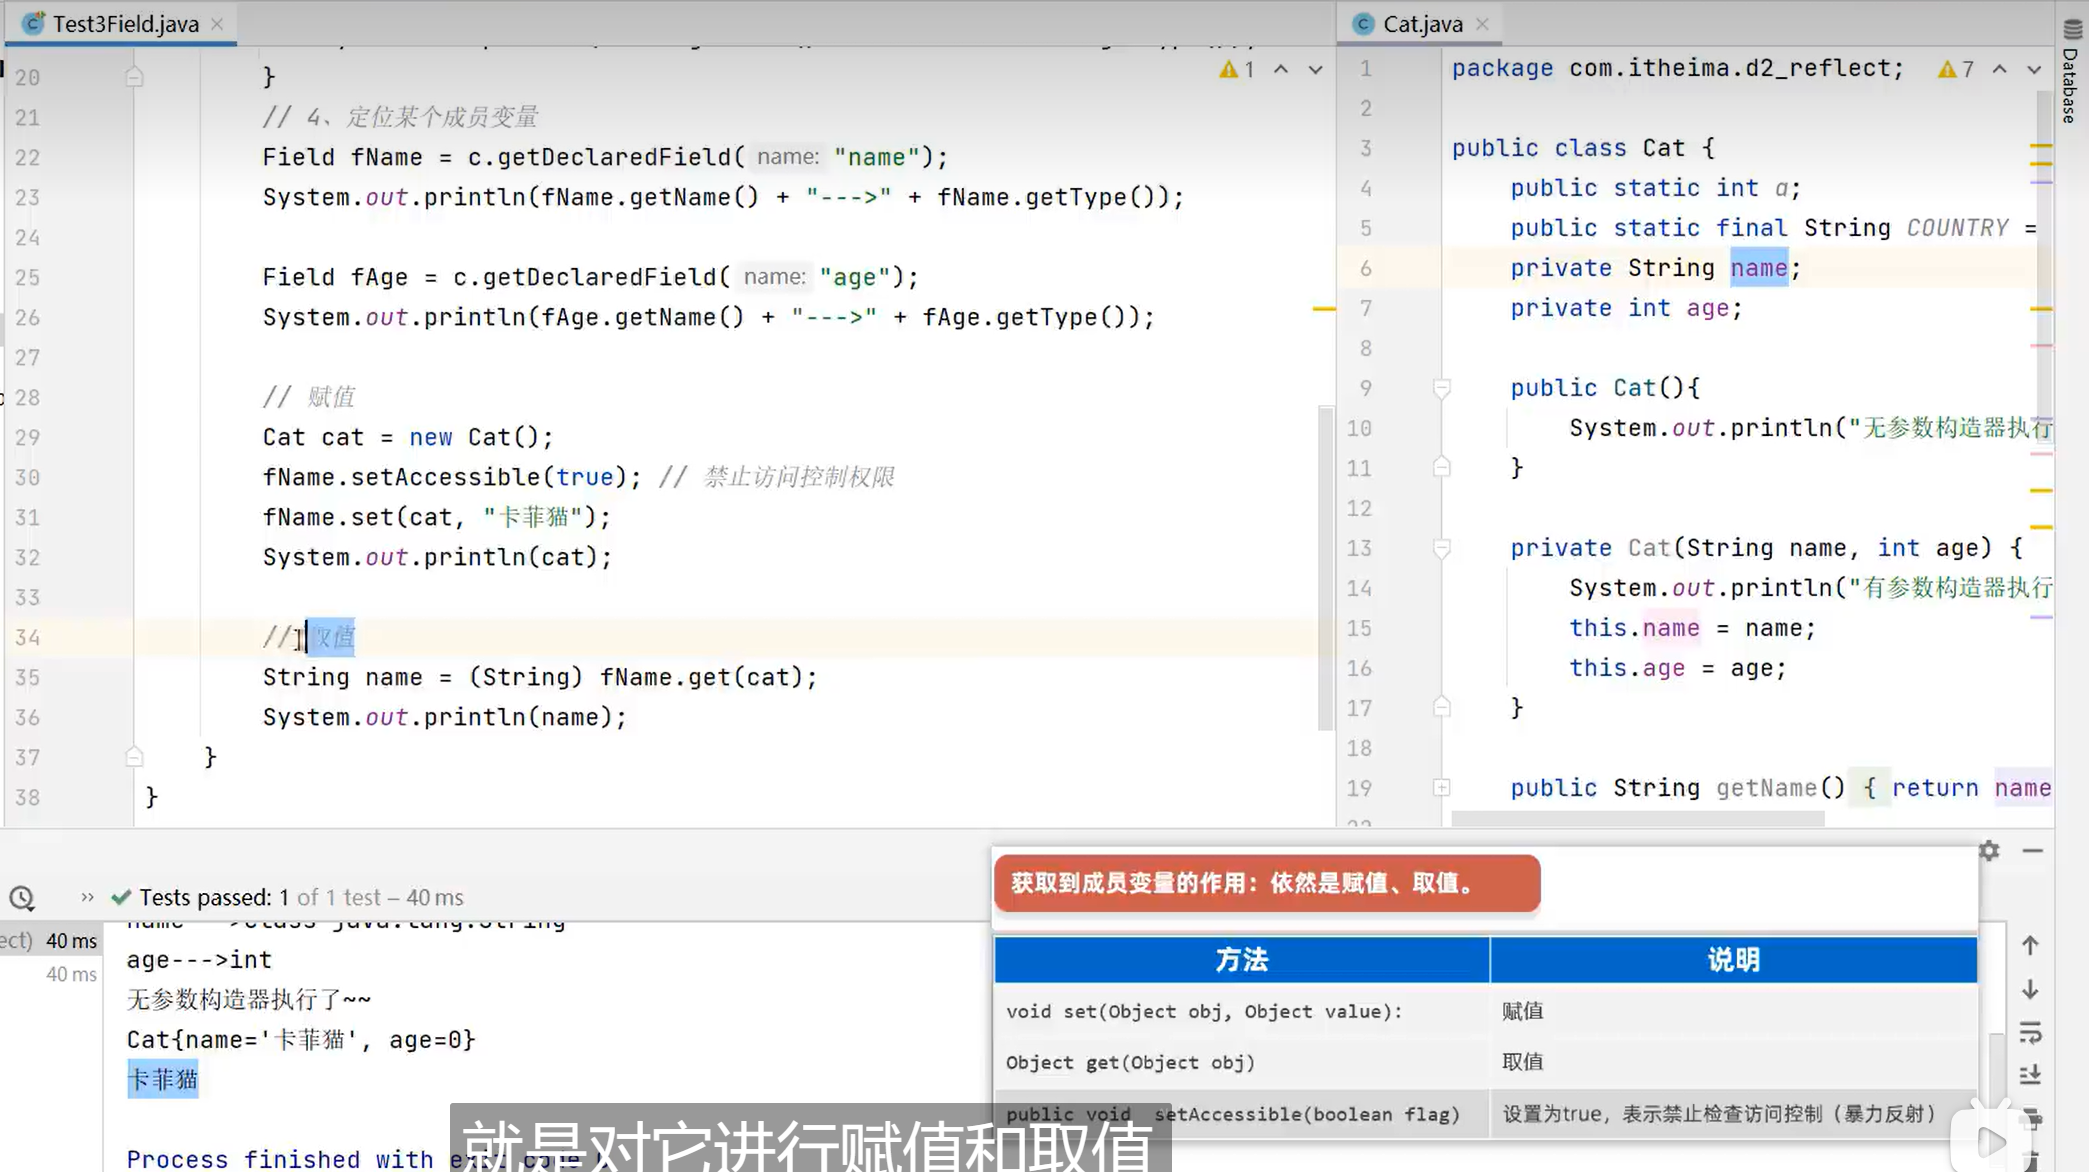 Test3Field.java
20 }
21 // 4、定位某个成员变量
22 Field fName = c.getDeclaredField( name: "name");
23 System.out.println(fName.getName() + "--->" + fName.getType());
24
25 Field fAge = c.getDeclaredField( name: "age");
26 System.out.println(fAge.getName() + "--->" + fAge.getType());
27
28 // 赋值
29 Cat cat = new Cat();
30 fName.setAccessible(true); // 禁止访问控制权限
31 fName.set(cat, "卡菲猫");
32 System.out.println(cat);
33
34 // 取值
35 String name = (String) fName.get(cat);
36 System.out.println(name);
37 }
38 }
1
Cat.java
1 package com.itheima.d2_reflect;
2
3 public class Cat {
4 public static int a;
5 public static final String COUNTRY =
6 private String name;
7 private int age;
8
9 public Cat(){
10 System.out.println("无参数构造器执行
11 }
12
13 private Cat(String name, int age) {
14 System.out.println("有参数构造器执行
15 this.name = name;
16 this.age = age;
17 }
18
19 public String getName() { return name
7
Database
Tests passed: 1 of 1 test – 40 ms
ect) 40 ms
40 ms
name--->class java.lang.String
age--->int
无参数构造器执行了~~
Cat{name='卡菲猫', age=0}
卡菲猫
Process finished with exit code 0
获取到成员变量的作用：依然是赋值、取值。
方法 说明
void set(Object obj, Object value): 赋值
Object get(Object obj) 取值
public void setAccessible(boolean flag) 设置为true，表示禁止检查访问控制（暴力反射）
就是对它进行赋值和取值